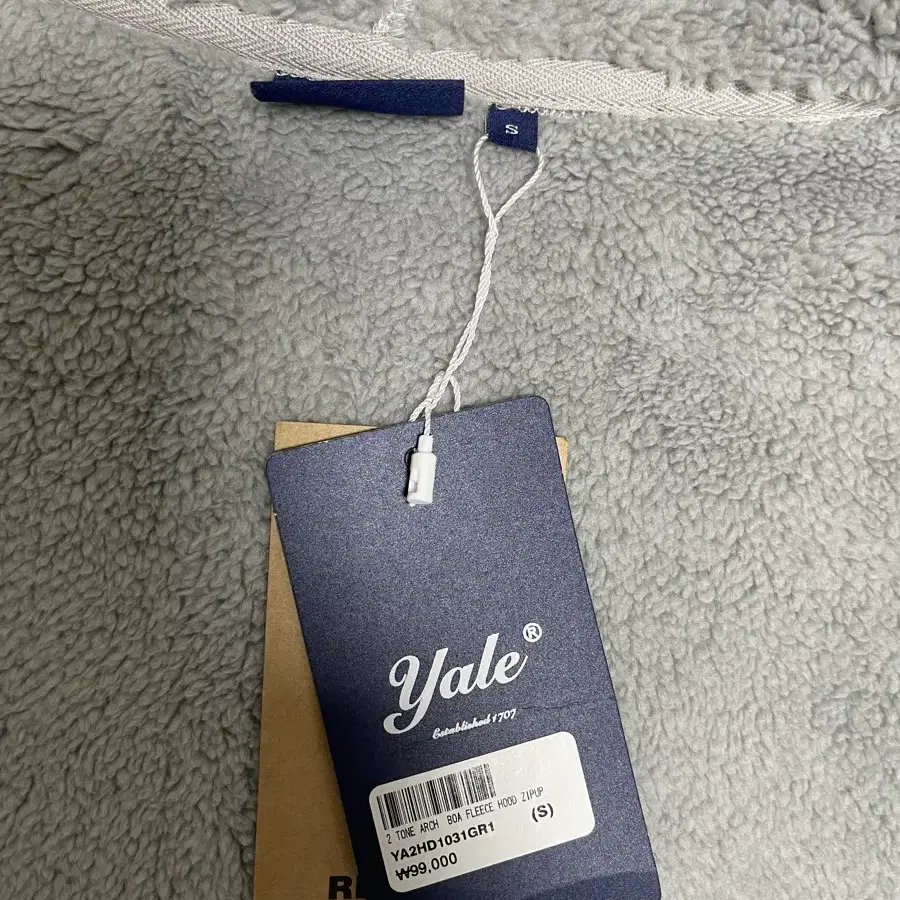 S
yale®
Established 1707
2 TONE ARCH BOA FLEECE HOOD ZIPUP
YA2HD1031GR1 (S)
₩99,000